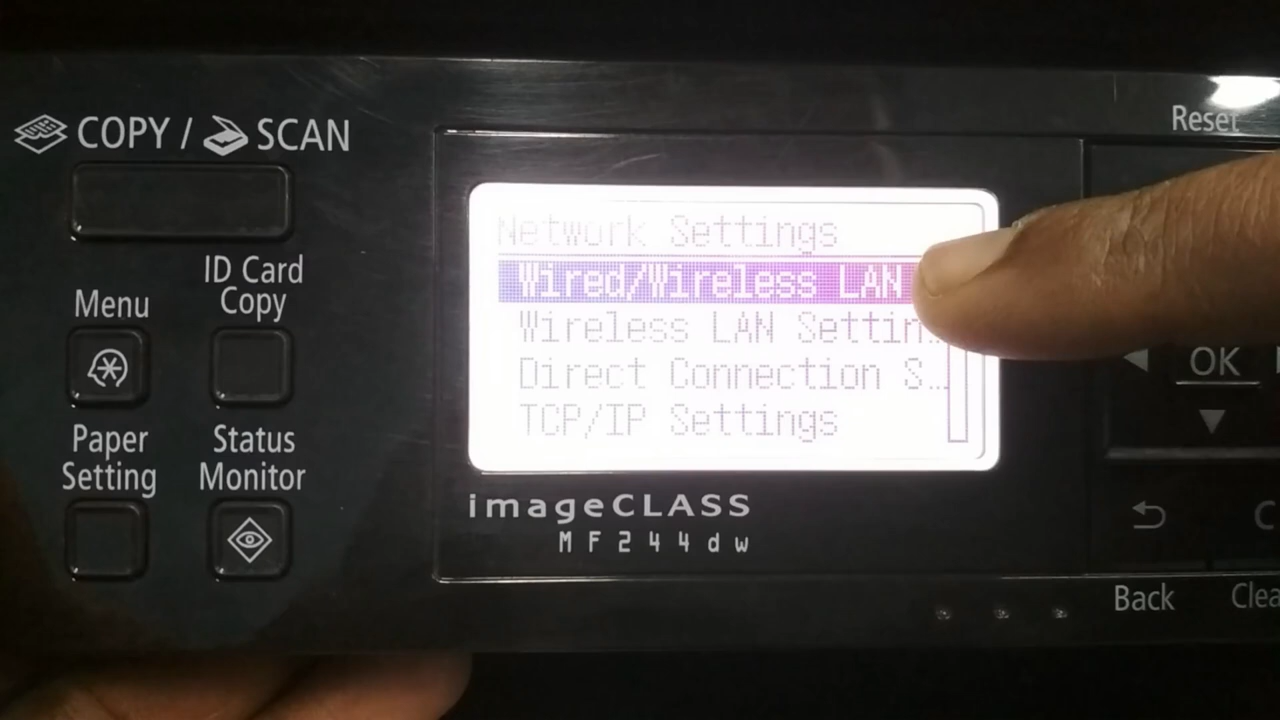 COPY / SCAN
Menu
ID Card
Copy
Paper
Setting
Status
Monitor
Network Settings
Wired/Wireless LAN
Wireless LAN Settin…
Direct Connection S…
TCP/IP Settings
imageCLASS
MF244dw
Reset
OK
Back
Clea